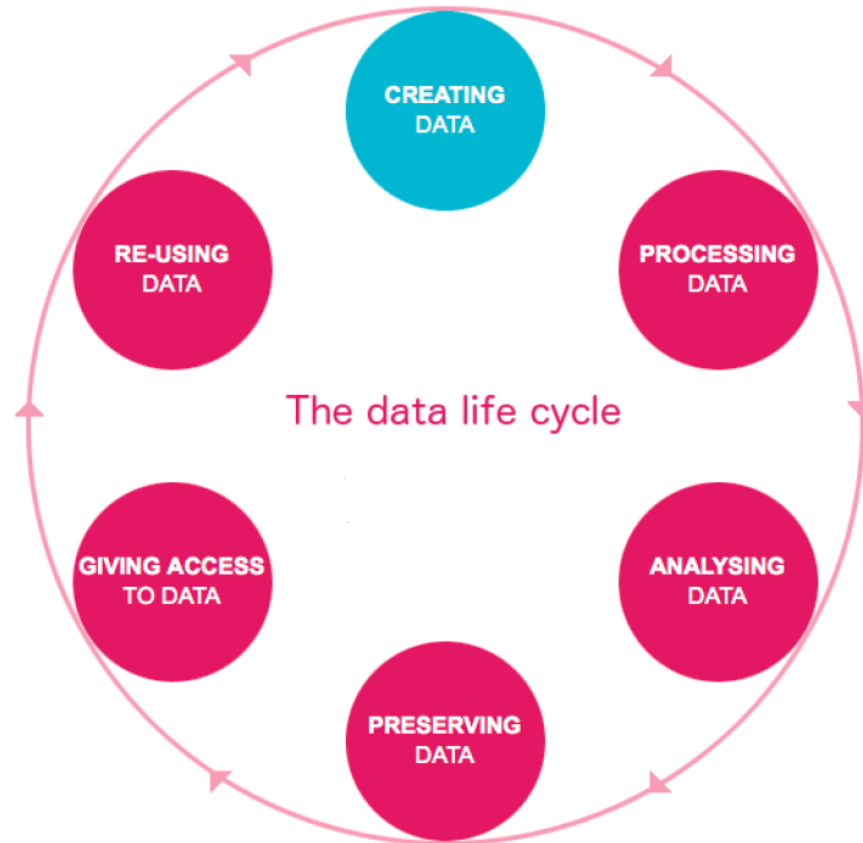 CREATING
DATA
PROCESSING
DATA
ANALYSING
DATA
PRESERVING
DATA
GIVING ACCESS
TO DATA
RE-USING
DATA
The data life cycle